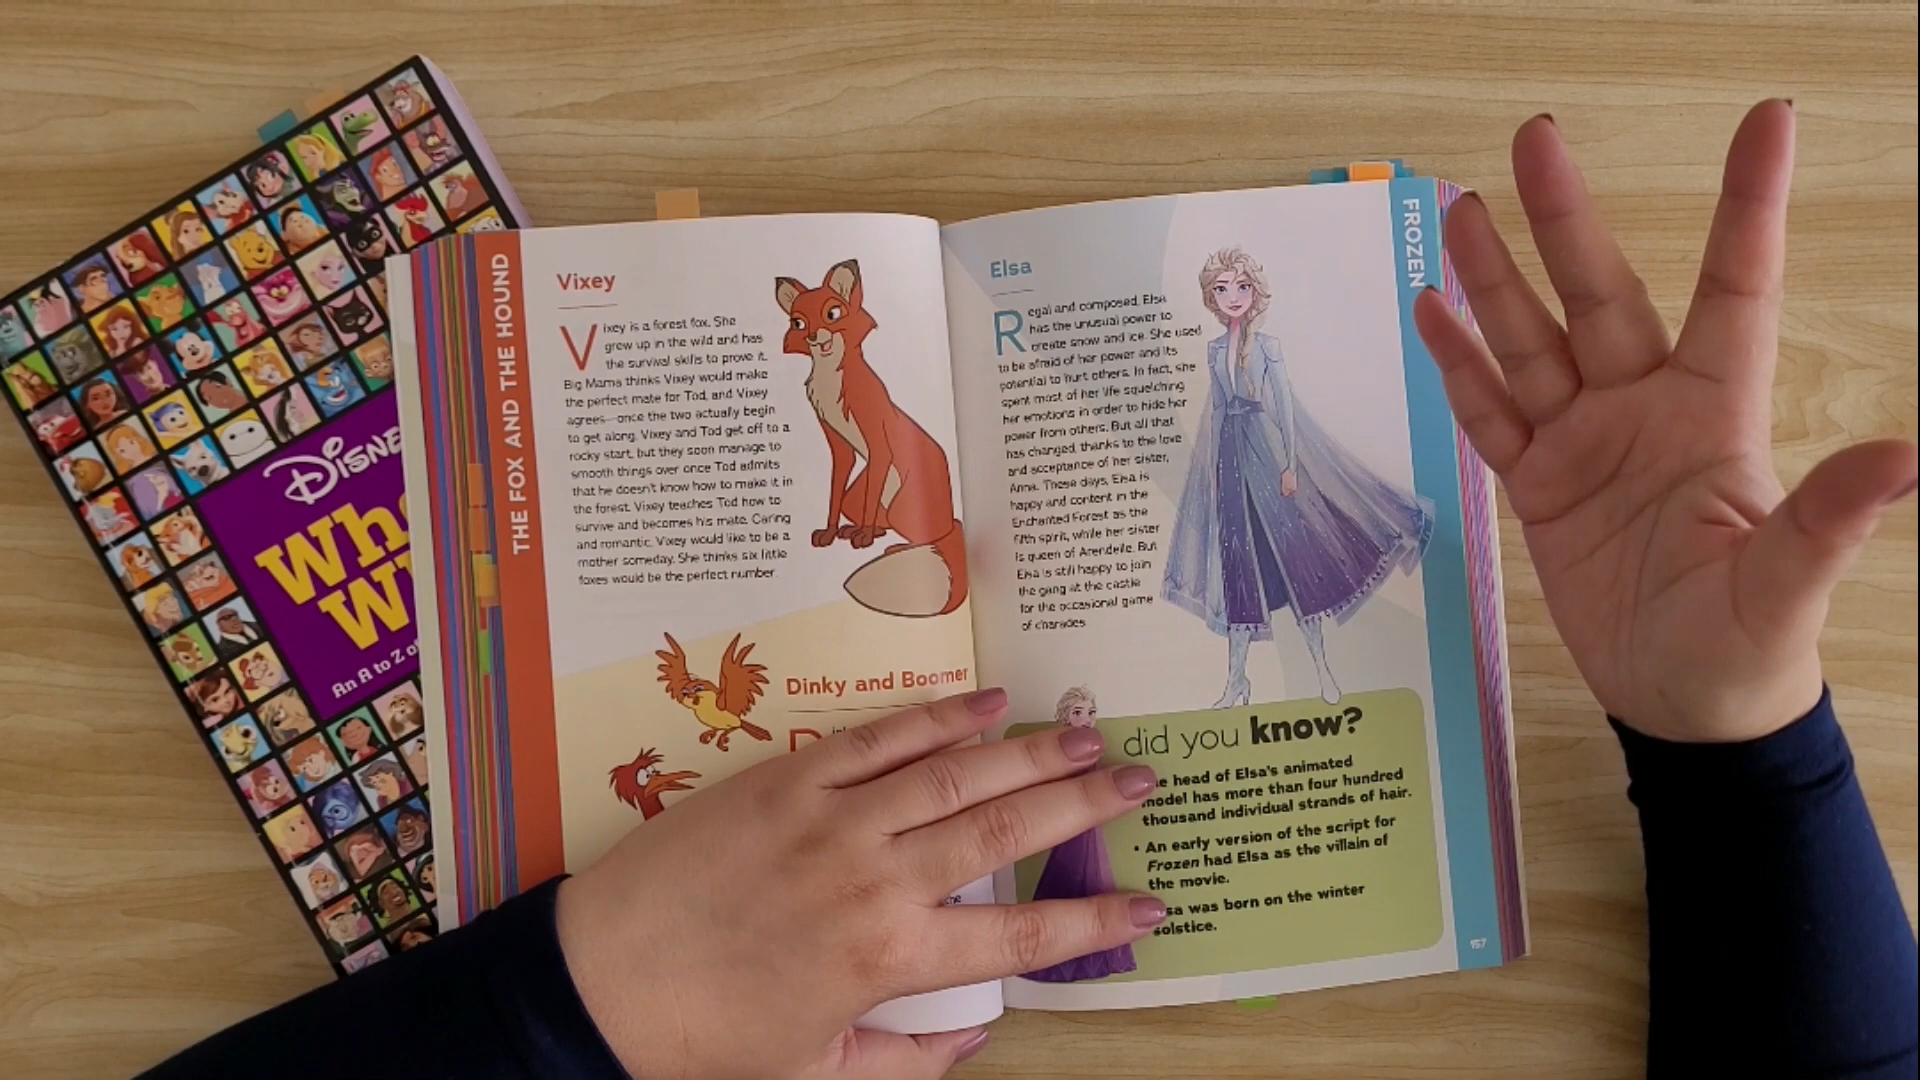 DISNE
Who
W
An A to Z of
THE FOX AND THE HOUND
Vixey
Vixey is a forest fox. She
grew up in the wild and has
the survival skills to prove it.
Big Mama thinks Vixey would make
the perfect mate for Tod, and Vixey
agrees—once the two actually begin
to get along. Vixey and Tod get off to a
rocky start, but they soon manage to
smooth things over once Tod admits
that he doesn't know how to make it in
the forest. Vixey teaches Tod how to
survive and becomes his mate. Caring
and romantic, Vixey would like to be a
mother someday. She thinks six little
foxes would be the perfect number.
Dinky and Boomer
D
FROZEN
Elsa
Regal and composed, Elsa
has the unusual power to
create snow and ice. She used
to be afraid of her power and its
potential to hurt others. In fact, she
spent most of her life squelching
her emotions in order to hide her
power from others. But all that
has changed, thanks to the love
and acceptance of her sister,
Anna. These days, Elsa is
happy and content in the
Enchanted Forest as the
fifth spirit, while her sister
is queen of Arendelle. But
Elsa is still happy to join
the gang at the castle
for the occasional game
of charades.
did you know?
head of Elsa's animated
model has more than four hundred
thousand individual strands of hair.
• An early version of the script for
Frozen had Elsa as the villain of
the movie.
sa was born on the winter
solstice.
157